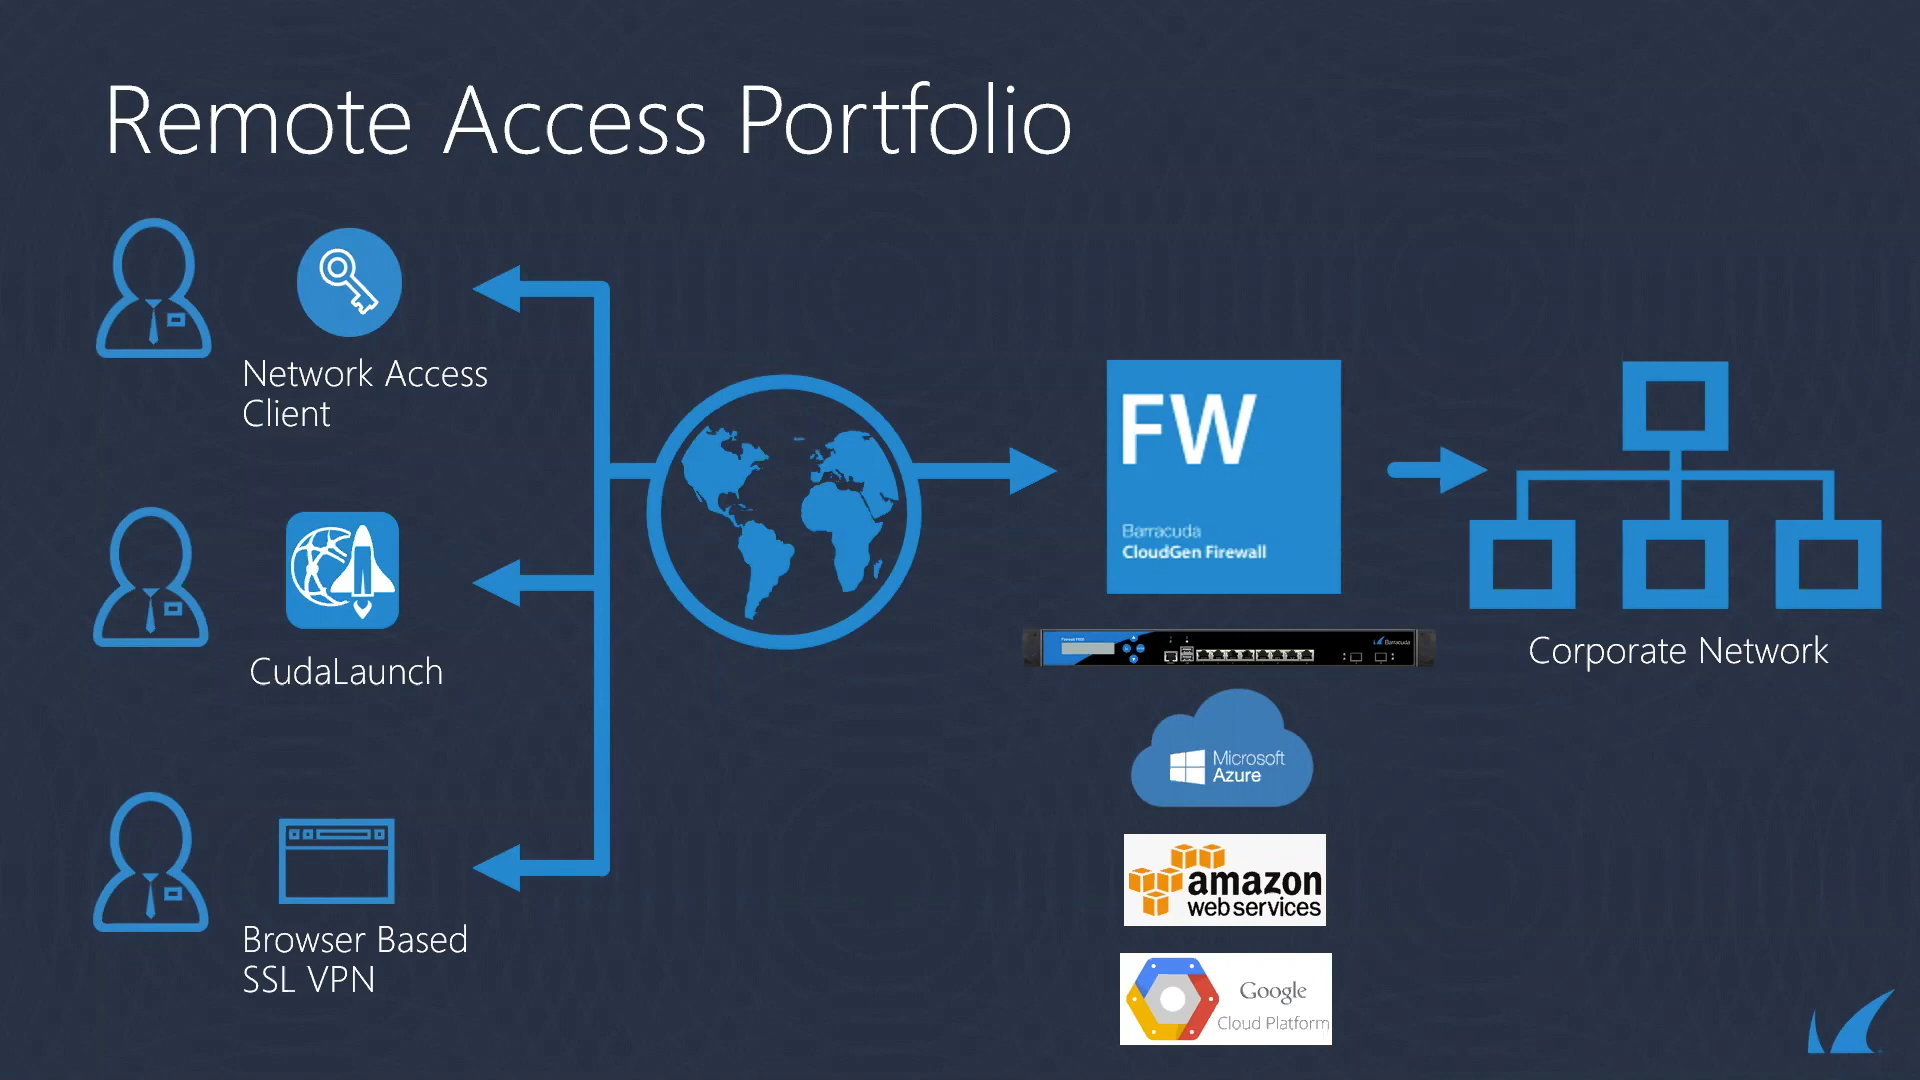 Remote Access Portfolio
Network Access
Client
CudaLaunch
Browser Based
SSL VPN
FW
Barracuda
CloudGen Firewall
Barracuda
Microsoft
Azure
amazon
web services
Google
Cloud Platform
Corporate Network